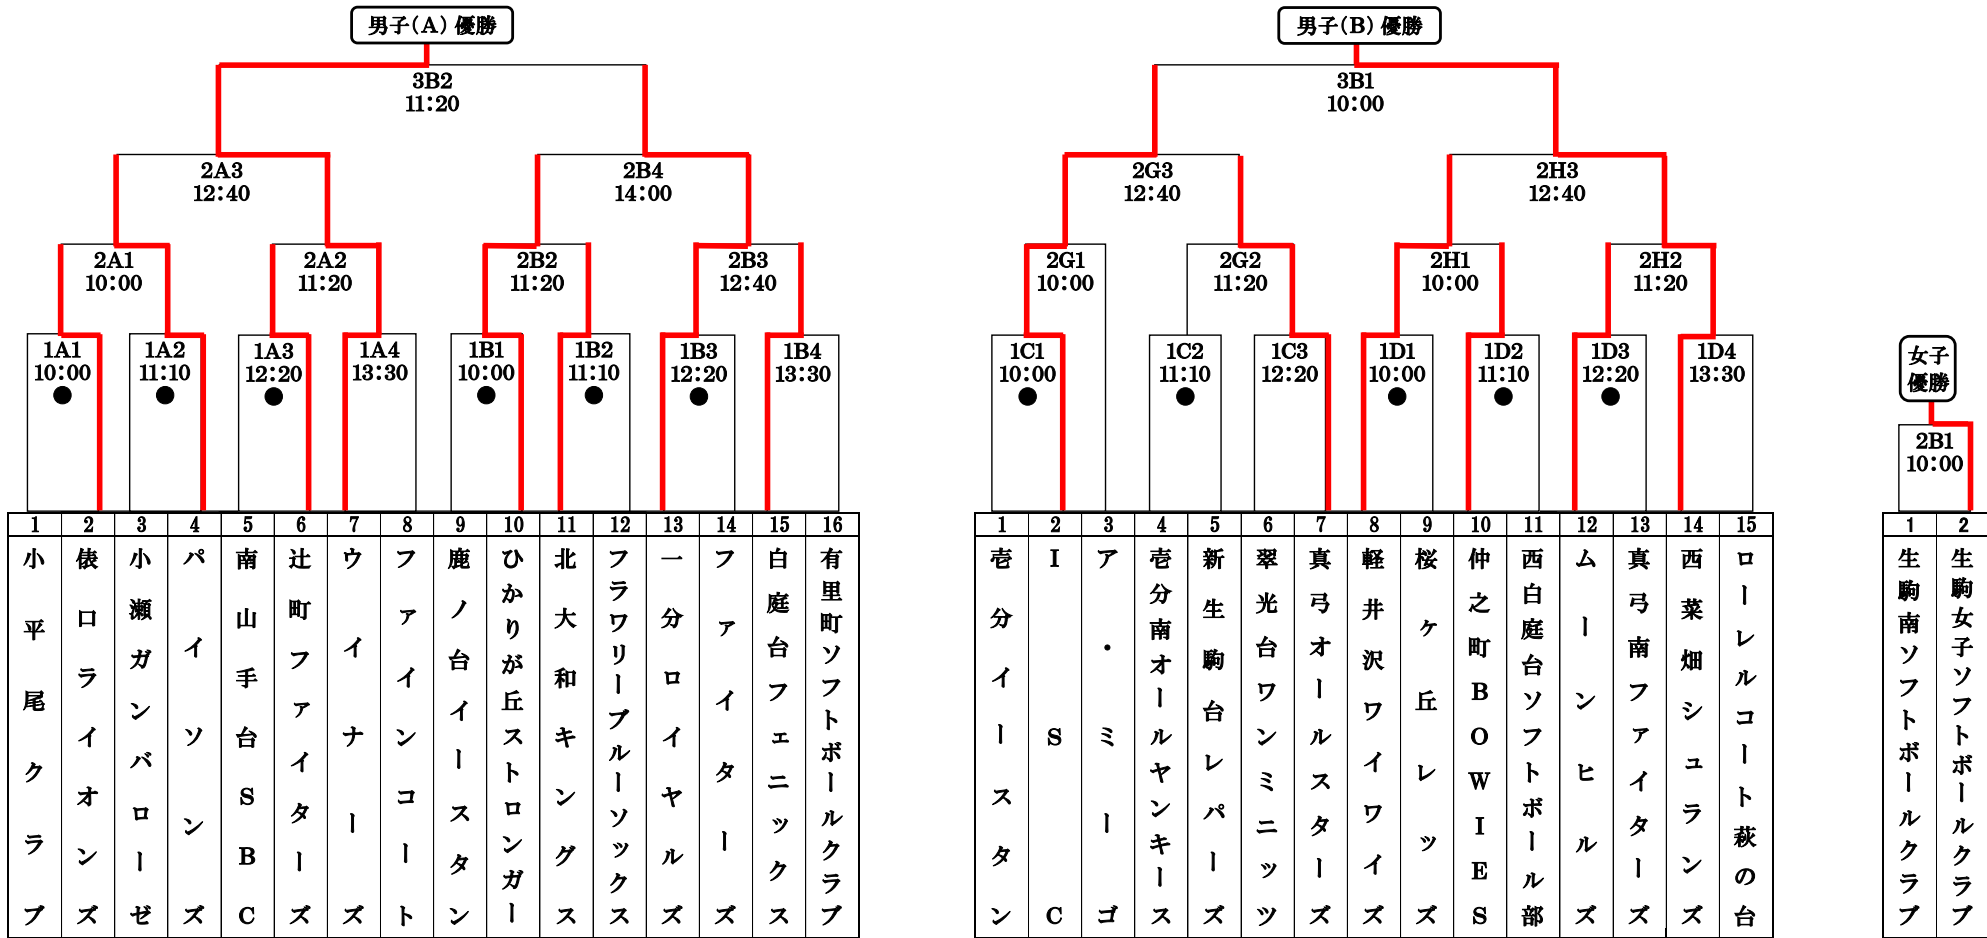 男子(A)優勝
3B2
11:20
2A3
12:40
2B4
14:00
2A1
10:00
2A2
11:20
2B2
11:20
2B3
12:40
1A1
10:00
●
1A2
11:10
●
1A3
12:20
●
1A4
13:30
1B1
10:00
●
1B2
11:10
●
1B3
12:20
●
1B4
13:30
1
小平尾クラブ
2
俵口ライオンズ
3
小瀬ガンバローゼ
4
パイソンズ
5
南山手台SBC
6
辻町ファイターズ
7
ウイナーズ
8
ファインコート
9
鹿ノ台イースタン
10
ひかりが丘ストロンガー
11
北大和キングス
12
フラワリーブルーソックス
13
一分ロイヤルズ
14
ファイターズ
15
白庭台フェニックス
16
有里町ソフトボールクラブ
男子(B)優勝
3B1
10:00
2G3
12:40
2H3
12:40
2G1
10:00
2G2
11:20
2H1
10:00
2H2
11:20
1C1
10:00
●
1C2
11:10
●
1C3
12:20
1D1
10:00
●
1D2
11:10
●
1D3
12:20
●
1D4
13:30
1
壱分イースタン
2
ISC
3
ア・ミーゴ
4
壱分南オールヤンキース
5
新生駒台レパーズ
6
翠光台ワンミニッツ
7
真弓オールスターズ
8
軽井沢ワイワイズ
9
桜ヶ丘レッズ
10
仲之町BOWIES
11
西白庭台ソフトボール部
12
ムーンヒルズ
13
真弓南ファイターズ
14
西菜畑シュランズ
15
ローレルコート萩の台
女子
優勝
2B1
10:00
1
生駒南ソフトボールクラブ
2
生駒女子ソフトボールクラブ